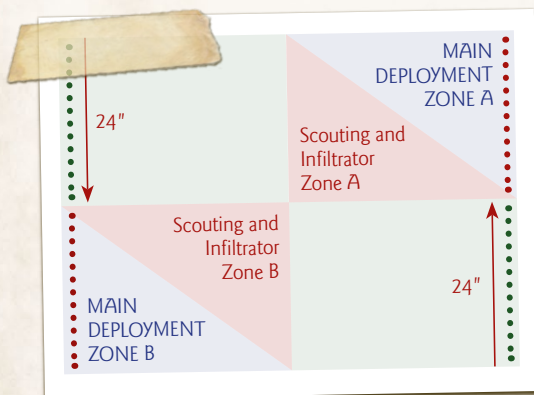 MAIN
DEPLOYMENT
ZONE A
24"
Scouting and
Infiltrator
Zone A
Scouting and
Infiltrator
Zone B
24"
MAIN
DEPLOYMENT
ZONE B